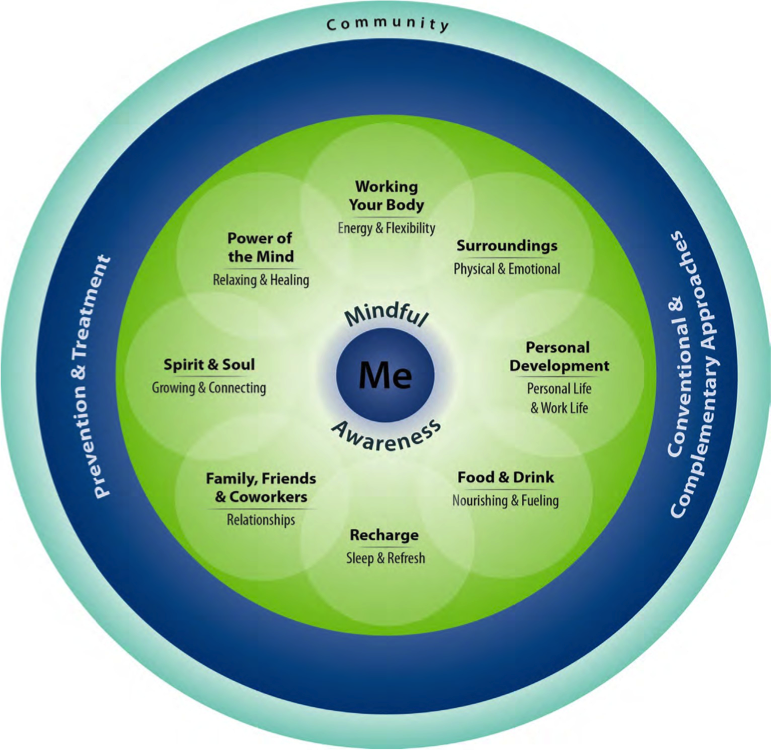 Community
Working
Your Body
Energy & Flexibility
Surroundings
Physical & Emotional
Personal
Development
Personal Life
& Work Life
Food & Drink
Nourishing & Fueling
Recharge
Sleep & Refresh
Family, Friends
& Coworkers
Relationships
Spirit & Soul
Growing & Connecting
Power of
the Mind
Relaxing & Healing
Mindful
Me
Awareness
Prevention & Treatment
Conventional &
Complementary Approaches